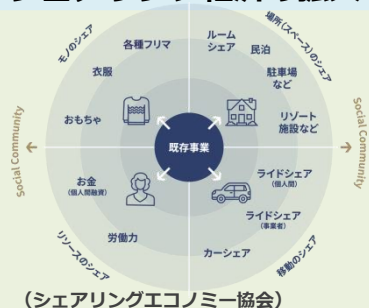 モノのシェア
場所(スペース)のシェア
各種フリマ
ルーム
シェア
民泊
衣服
駐車場
など
おもちゃ
リゾート
施設など
Social Community
既存事業
Social Community
お金
(個人間融資)
ライドシェア
(個人間)
労働力
ライドシェア
(事業者)
カーシェア
リソースのシェア
移動のシェア
(シェアリングエコノミー協会)